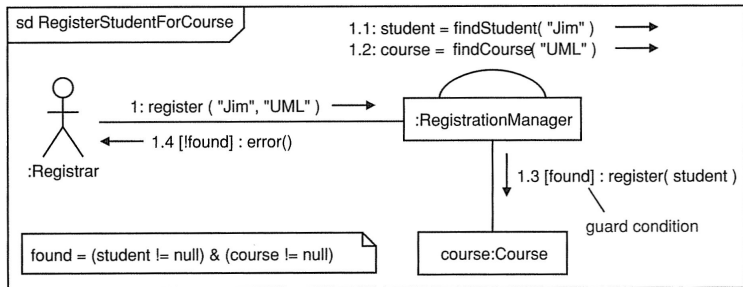 sd RegisterStudentForCourse
1.1: student = findStudent( "Jim" )
1.2: course = findCourse( "UML" )
1: register ( "Jim", "UML" )
:RegistrationManager
1.4 [!found] : error()
:Registrar
1.3 [found] : register( student )
guard condition
found = (student != null) & (course != null)
course:Course